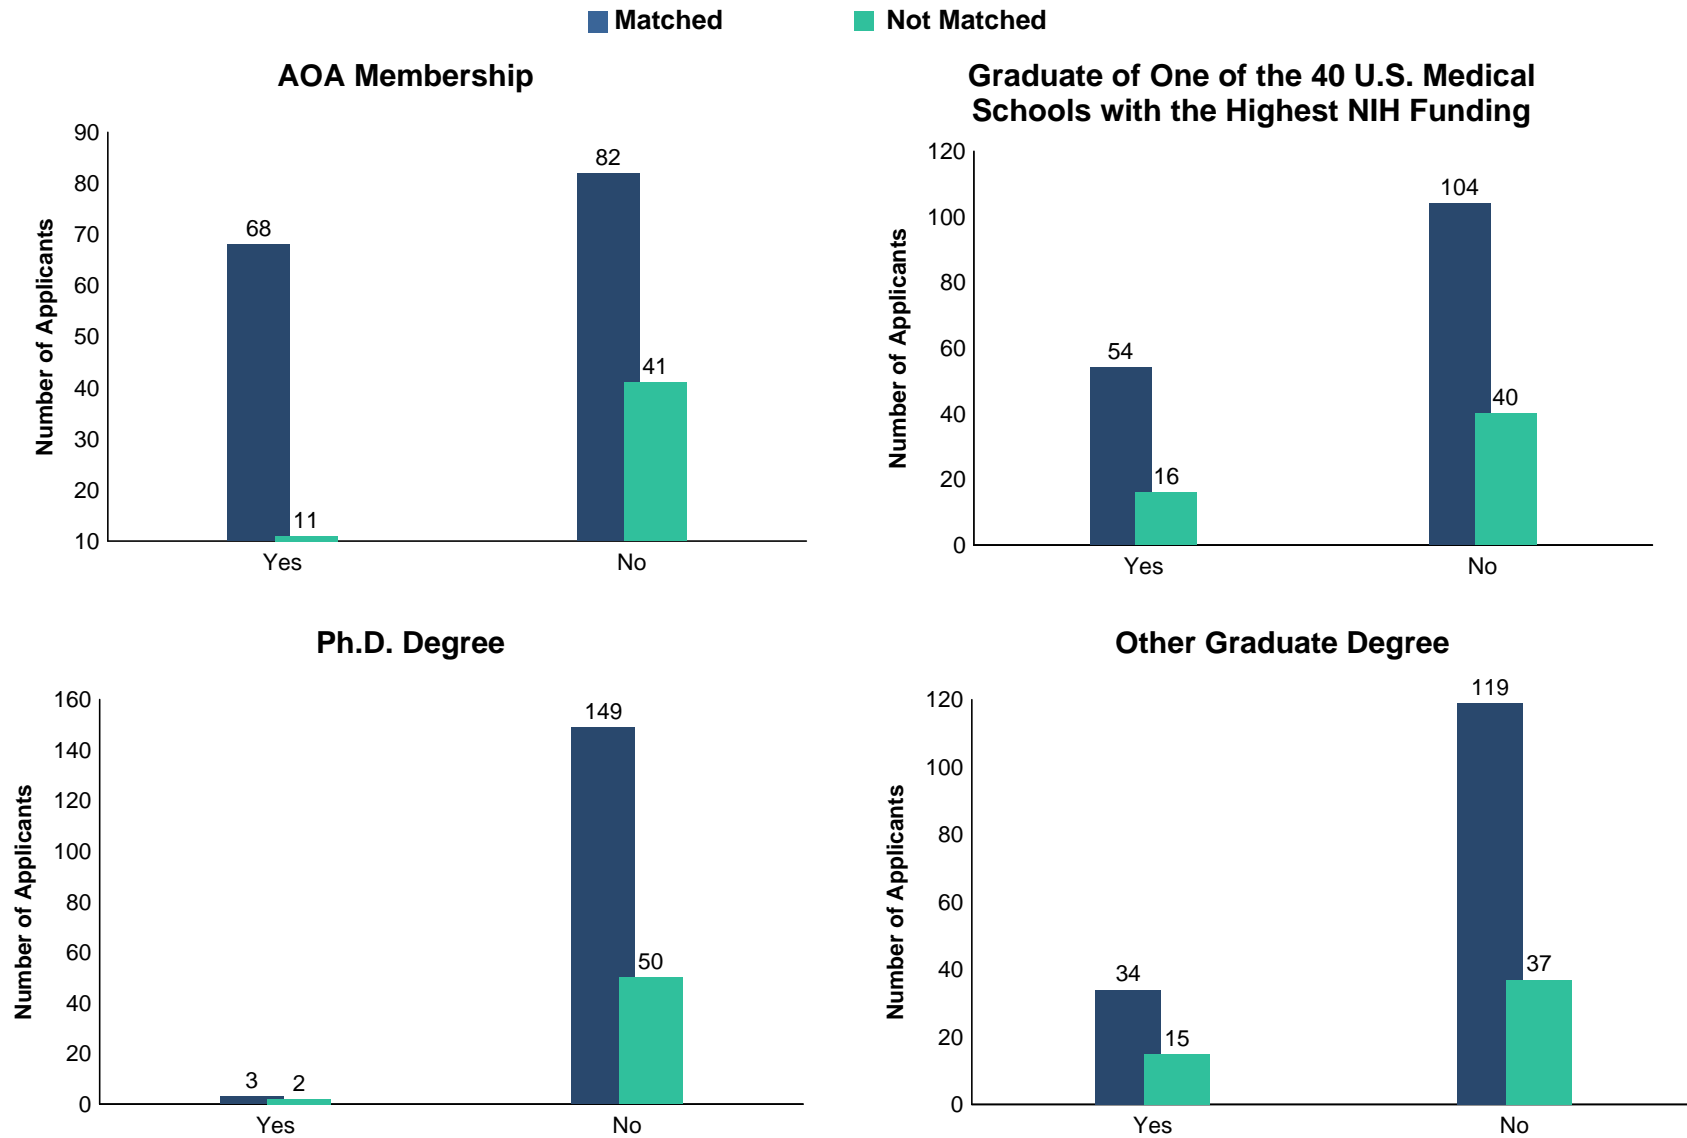 Matched
Not Matched
AOA Membership
Number of Applicants
90
80
70
60
50
40
30
20
10
68
11
82
41
Yes
No
Graduate of One of the 40 U.S. Medical
Schools with the Highest NIH Funding
Number of Applicants
120
100
80
60
40
20
0
54
16
104
40
Yes
No
Ph.D. Degree
Number of Applicants
160
140
120
100
80
60
40
20
0
3
2
149
50
Yes
No
Other Graduate Degree
Number of Applicants
120
100
80
60
40
20
0
34
15
119
37
Yes
No